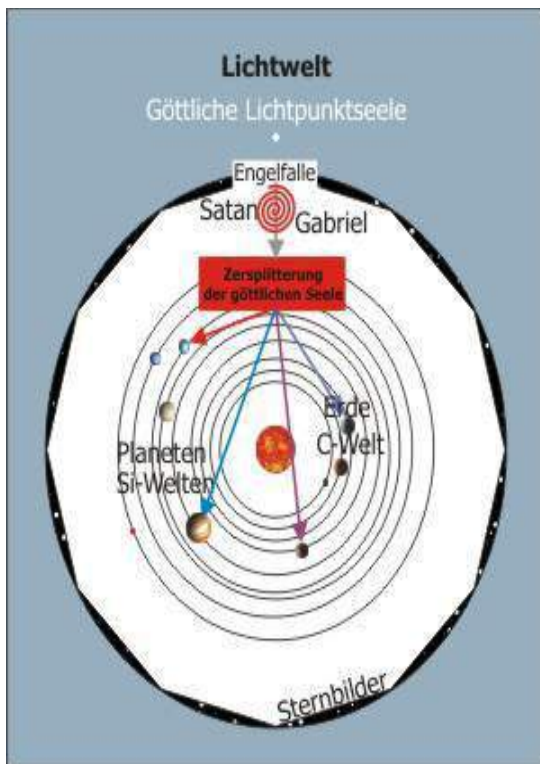 Lichtwelt
Göttliche Lichtpunktseele
Engelfalle
Satan
Gabriel
Zersplitterung
der göttlichen Seele
Erde
C-Welt
Planeten
Si-Welten
Sternbilder